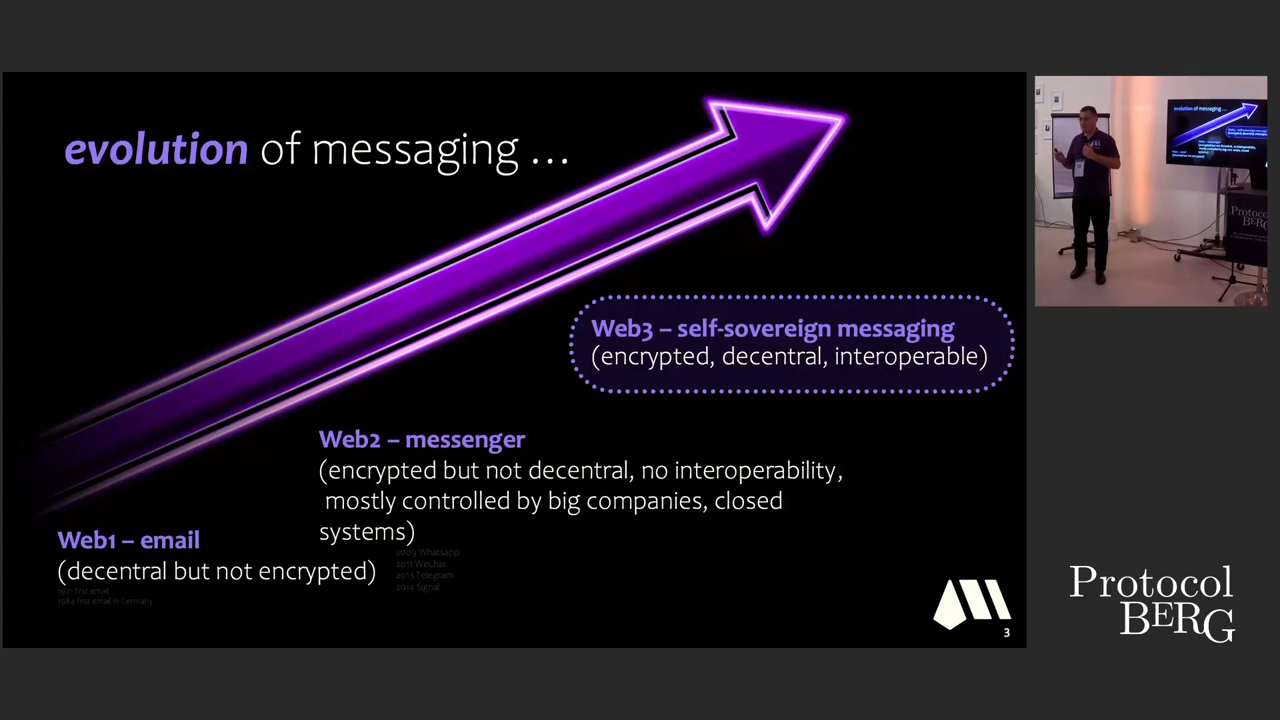 evolution of messaging ...
Web3 – self-sovereign messaging
(encrypted, decentral, interoperable)
Web2 – messenger
(encrypted but not decentral, no interoperability,
mostly controlled by big companies, closed
systems)
2009 Whatsapp
2011 WeChat
2013 Telegram
2014 Signal
Web1 – email
(decentral but not encrypted)
1971 first email
1984 first email in Germany
3
Protocol
BERG